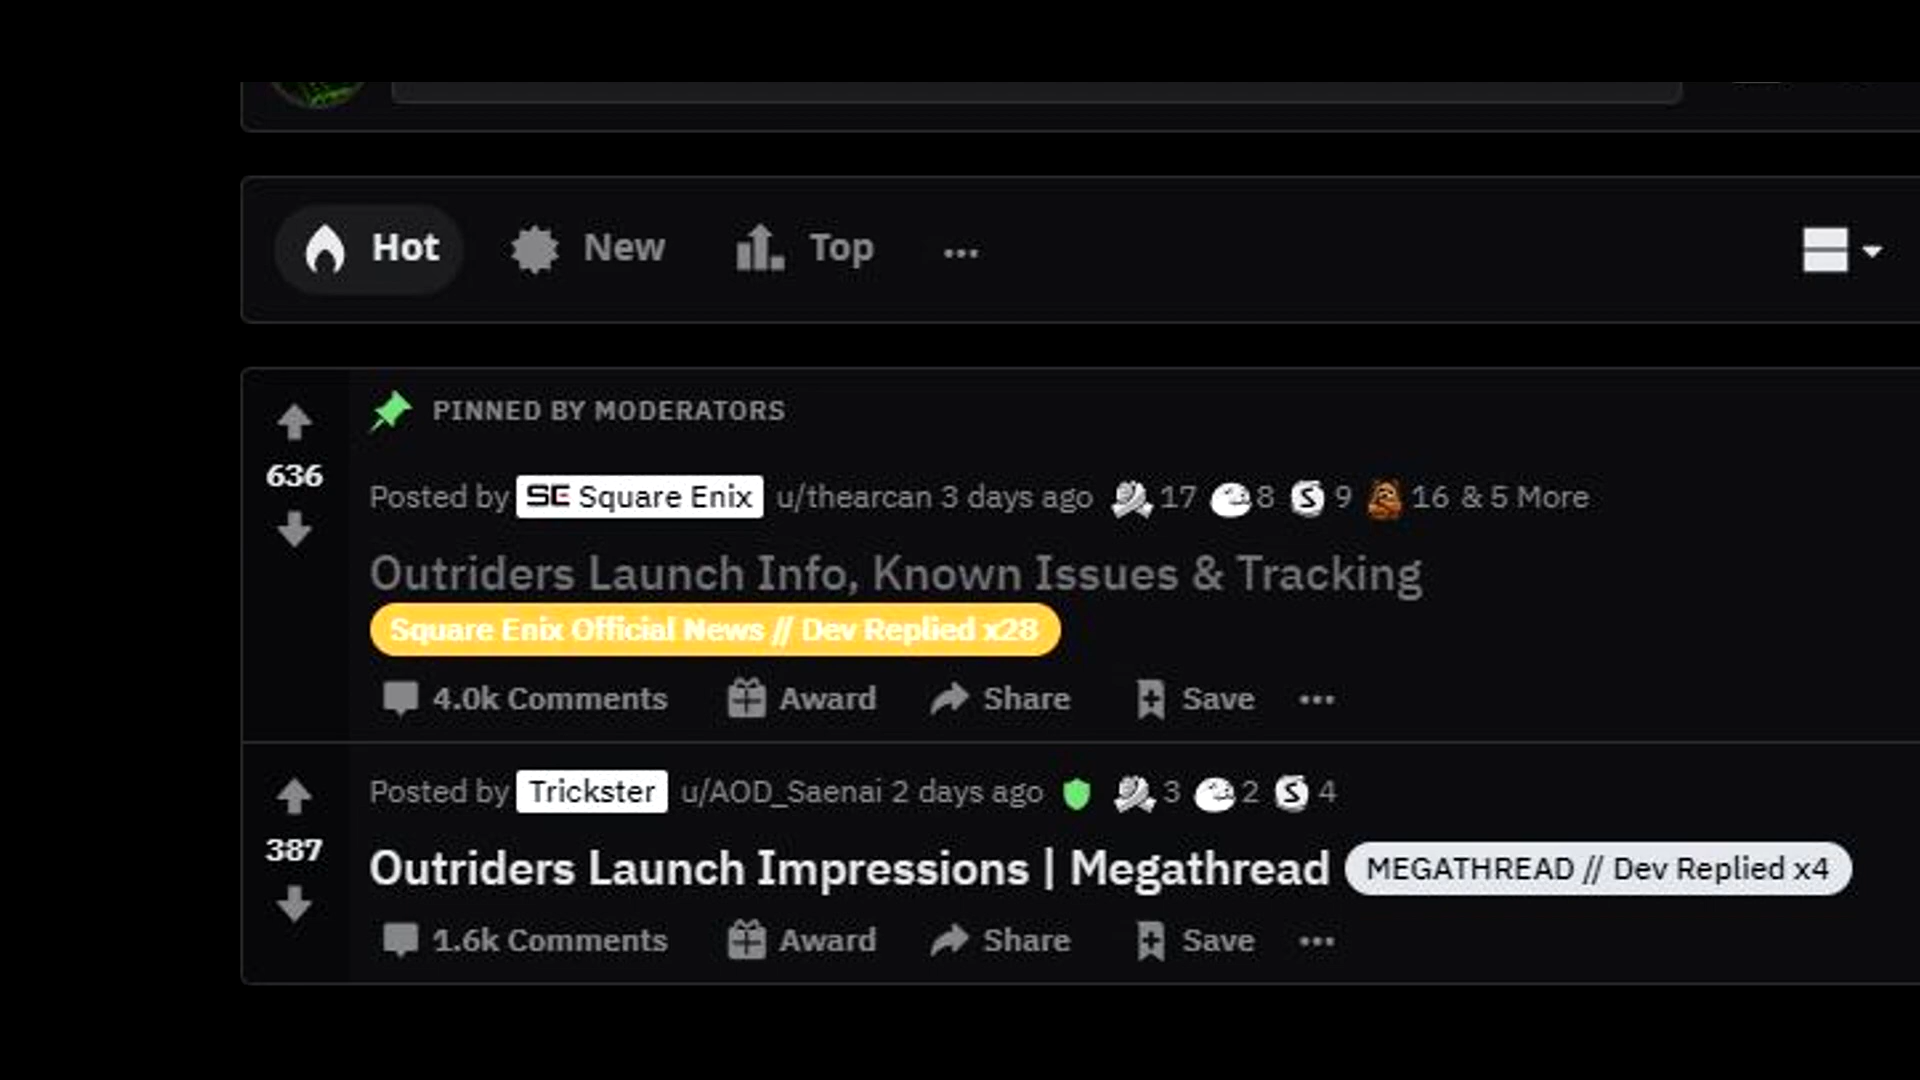 Hot New Top ...
PINNED BY MODERATORS
636
Posted by SE Square Enix u/thearcan 3 days ago 17 8 S 9 16 & 5 More
Outriders Launch Info, Known Issues & Tracking
Square Enix Official News // Dev Replied x28
4.0k Comments Award Share Save ...
Posted by Trickster u/AOD_Saenai 2 days ago 3 2 S 4
387
Outriders Launch Impressions | Megathread MEGATHREAD // Dev Replied x4
1.6k Comments Award Share Save ...